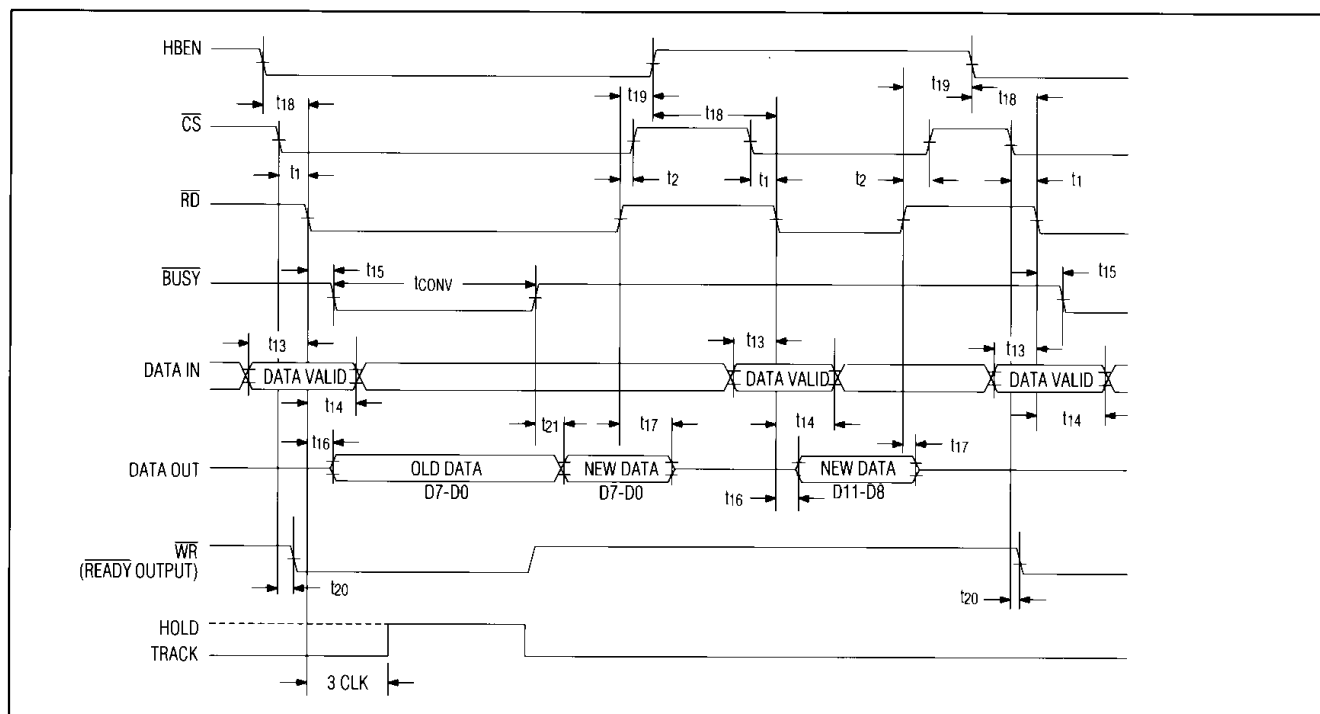 HBEN
t19
t19
t18
t18
t18
CS
t1
t2
t1
t2
t1
RD
t15
tCONV
t15
BUSY
t13
t13
t13
DATA IN
DATA VALID
DATA VALID
DATA VALID
t14
t14
t14
t16
t21
t17
t17
DATA OUT
OLD DATA
D7-D0
NEW DATA
D7-D0
NEW DATA
D11-D8
t16
WR
(READY OUTPUT)
t20
t20
HOLD
TRACK
3 CLK